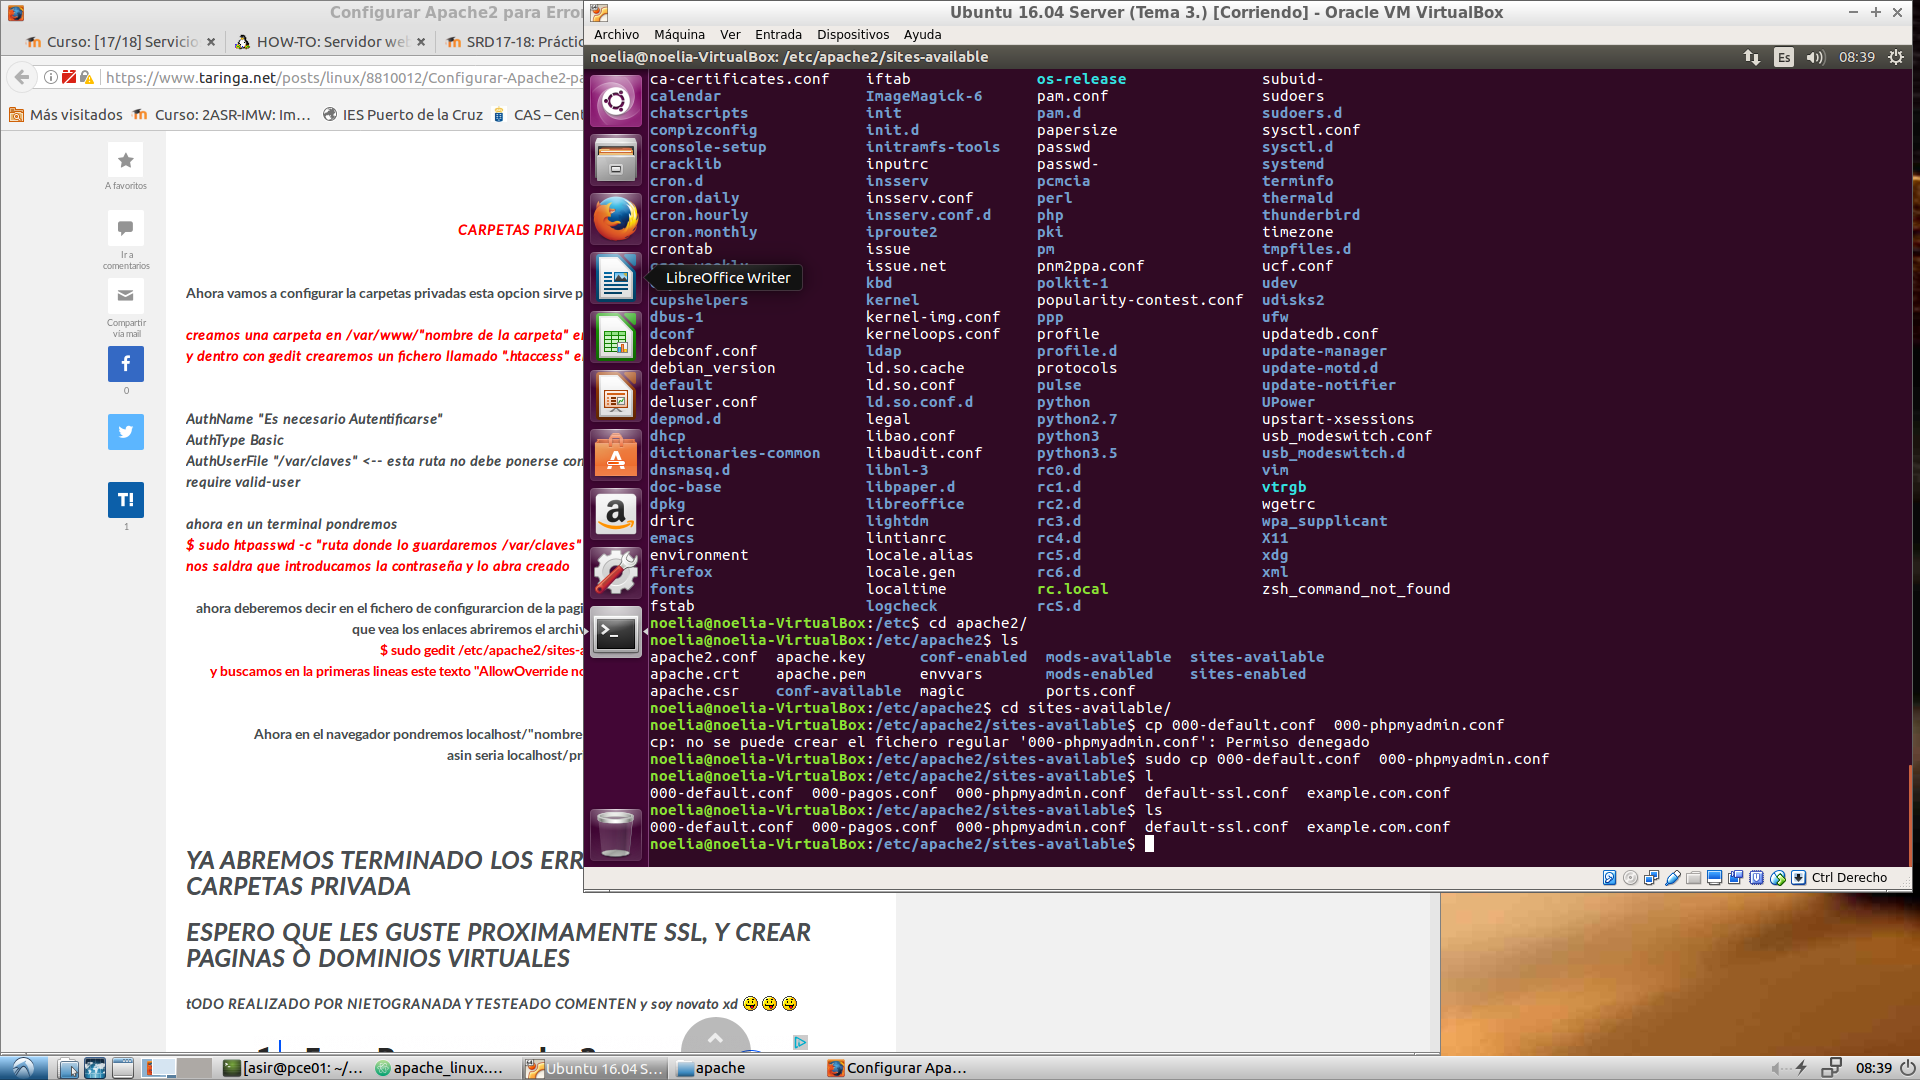 Configurar Apache2 para Erro
Curso: [17/18] Servicio
HOW-TO: Servidor we
SRD17-18: Práctic
https://www.taringa.net/posts/linux/8810012/Configurar-Apache2-pa
Más visitados
Curso: 2ASR-IMW: Im...
IES Puerto de la Cruz
CAS – Cen
A favoritos
Ir a
comentarios
Compartir
vía mail
0
T!
1
CARPETAS PRIVAD
Ahora vamos a configurar la carpetas privadas esta opcion sirve p
creamos una carpeta en /var/www/"nombre de la carpeta" e
y dentro con gedit crearemos un fichero llamado ".htaccess" e
AuthName "Es necesario Autentificarse"
AuthType Basic
AuthUserFile "/var/claves" <-- esta ruta no debe ponerse con
require valid-user
ahora en un terminal pondremos
$ sudo htpasswd -c "ruta donde lo guardaremos /var/claves"
nos saldra que introducamos la contraseña y lo abra creado
ahora deberemos decir en el fichero de configurarcion de la pagi
que vea los enlaces abriremos el archiv
$ sudo gedit /etc/apache2/sites-a
y buscamos en la primeras lineas este texto "AllowOverride no
Ahora en el navegador pondremos localhost/"nombre
asin seria localhost/pr
YA ABREMOS TERMINADO LOS ERR
CARPETAS PRIVADA
ESPERO QUE LES GUSTE PROXIMAMENTE SSL, Y CREAR
PAGINAS Ò DOMINIOS VIRTUALES
tODO REALIZADO POR NIETOGRANADA Y TESTEADO COMENTEN y soy novato xd
Ubuntu 16.04 Server (Tema 3.) [Corriendo] - Oracle VM VirtualBox
Archivo Máquina Ver Entrada Dispositivos Ayuda
noelia@noelia-VirtualBox: /etc/apache2/sites-available
Es
08:39
ca-certificates.conf iftab os-release subuid-
calendar ImageMagick-6 pam.conf sudoers
chatscripts init pam.d sudoers.d
compizconfig init.d papersize sysctl.conf
console-setup initramfs-tools passwd sysctl.d
cracklib inputrc passwd- systemd
cron.d insserv pcmcia terminfo
cron.daily insserv.conf perl thermald
cron.hourly insserv.conf.d php thunderbird
cron.monthly iproute2 pki timezone
crontab issue pm tmpfiles.d
issue.net pnm2ppa.conf ucf.conf
LibreOffice Writer
kbd polkit-1 udev
cupshelpers kernel popularity-contest.conf udisks2
dbus-1 kernel-img.conf ppp ufw
dconf kerneloops.conf profile updatedb.conf
debconf.conf ldap profile.d update-manager
debian_version ld.so.cache protocols update-motd.d
default ld.so.conf pulse update-notifier
deluser.conf ld.so.conf.d python UPower
depmod.d legal python2.7 upstart-xsessions
dhcp libao.conf python3 usb_modeswitch.conf
dictionaries-common libaudit.conf python3.5 usb_modeswitch.d
dnsmasq.d libnl-3 rc0.d vim
doc-base libpaper.d rc1.d vtrgb
dpkg libreoffice rc2.d wgetrc
drirc lightdm rc3.d wpa_supplicant
emacs lintianrc rc4.d X11
environment locale.alias rc5.d xdg
firefox locale.gen rc6.d xml
fonts localtime rc.local zsh_command_not_found
fstab logcheck rcS.d
noelia@noelia-VirtualBox:/etc$ cd apache2/
noelia@noelia-VirtualBox:/etc/apache2$ ls
apache2.conf apache.key conf-enabled mods-available sites-available
apache.crt apache.pem envvars mods-enabled sites-enabled
apache.csr conf-available magic ports.conf
noelia@noelia-VirtualBox:/etc/apache2$ cd sites-available/
noelia@noelia-VirtualBox:/etc/apache2/sites-available$ cp 000-default.conf 000-phpmyadmin.conf
cp: no se puede crear el fichero regular '000-phpmyadmin.conf': Permiso denegado
noelia@noelia-VirtualBox:/etc/apache2/sites-available$ sudo cp 000-default.conf 000-phpmyadmin.conf
noelia@noelia-VirtualBox:/etc/apache2/sites-available$ l
000-default.conf 000-pagos.conf 000-phpmyadmin.conf default-ssl.conf example.com.conf
noelia@noelia-VirtualBox:/etc/apache2/sites-available$ ls
000-default.conf 000-pagos.conf 000-phpmyadmin.conf default-ssl.conf example.com.conf
noelia@noelia-VirtualBox:/etc/apache2/sites-available$
Ctrl Derecho
[asir@pce01: ~/...
apache_linux....
Ubuntu 16.04 S...
apache
Configurar Apa...
08:39